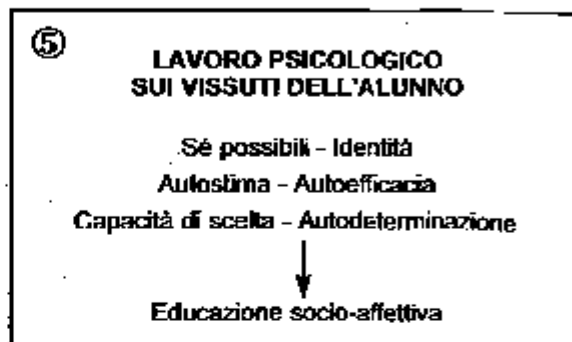 ⑤
LAVORO PSICOLOGICO
SUI VISSUTI DELL'ALUNNO
Sé possibili - Identità
Autostima - Autoefficacia
Capacità di scelta - Autodeterminazione
Educazione socio-affettiva